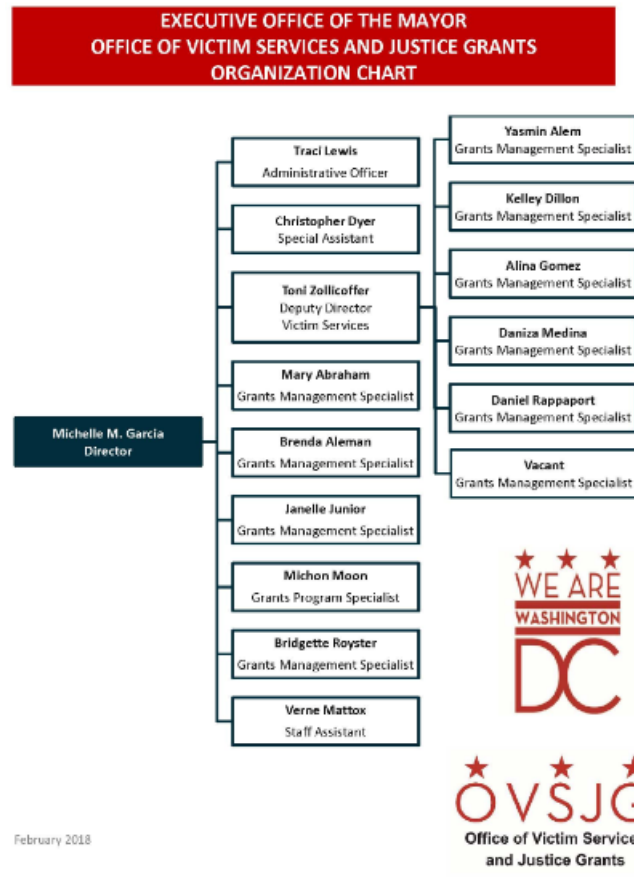 EXECUTIVE OFFICE OF THE MAYOR
OFFICE OF VICTIM SERVICES AND JUSTICE GRANTS
ORGANIZATION CHART
Michelle M. Garcia
Director
Traci Lewis
Administrative Officer
Christopher Dyer
Special Assistant
Toni Zollicoffer
Deputy Director
Victim Services
Mary Abraham
Grants Management Specialist
Brenda Aleman
Grants Management Specialist
Janelle Junior
Grants Management Specialist
Michon Moon
Grants Program Specialist
Bridgette Royster
Grants Management Specialist
Verne Mattox
Staff Assistant
Yasmin Alem
Grants Management Specialist
Kelley Dillon
Grants Management Specialist
Alina Gomez
Grants Management Specialist
Daniza Medina
Grants Management Specialist
Daniel Rappaport
Grants Management Specialist
Vacant
Grants Management Specialist
WE ARE
WASHINGTON
DC
OVSJG
Office of Victim Service
and Justice Grants
February 2018